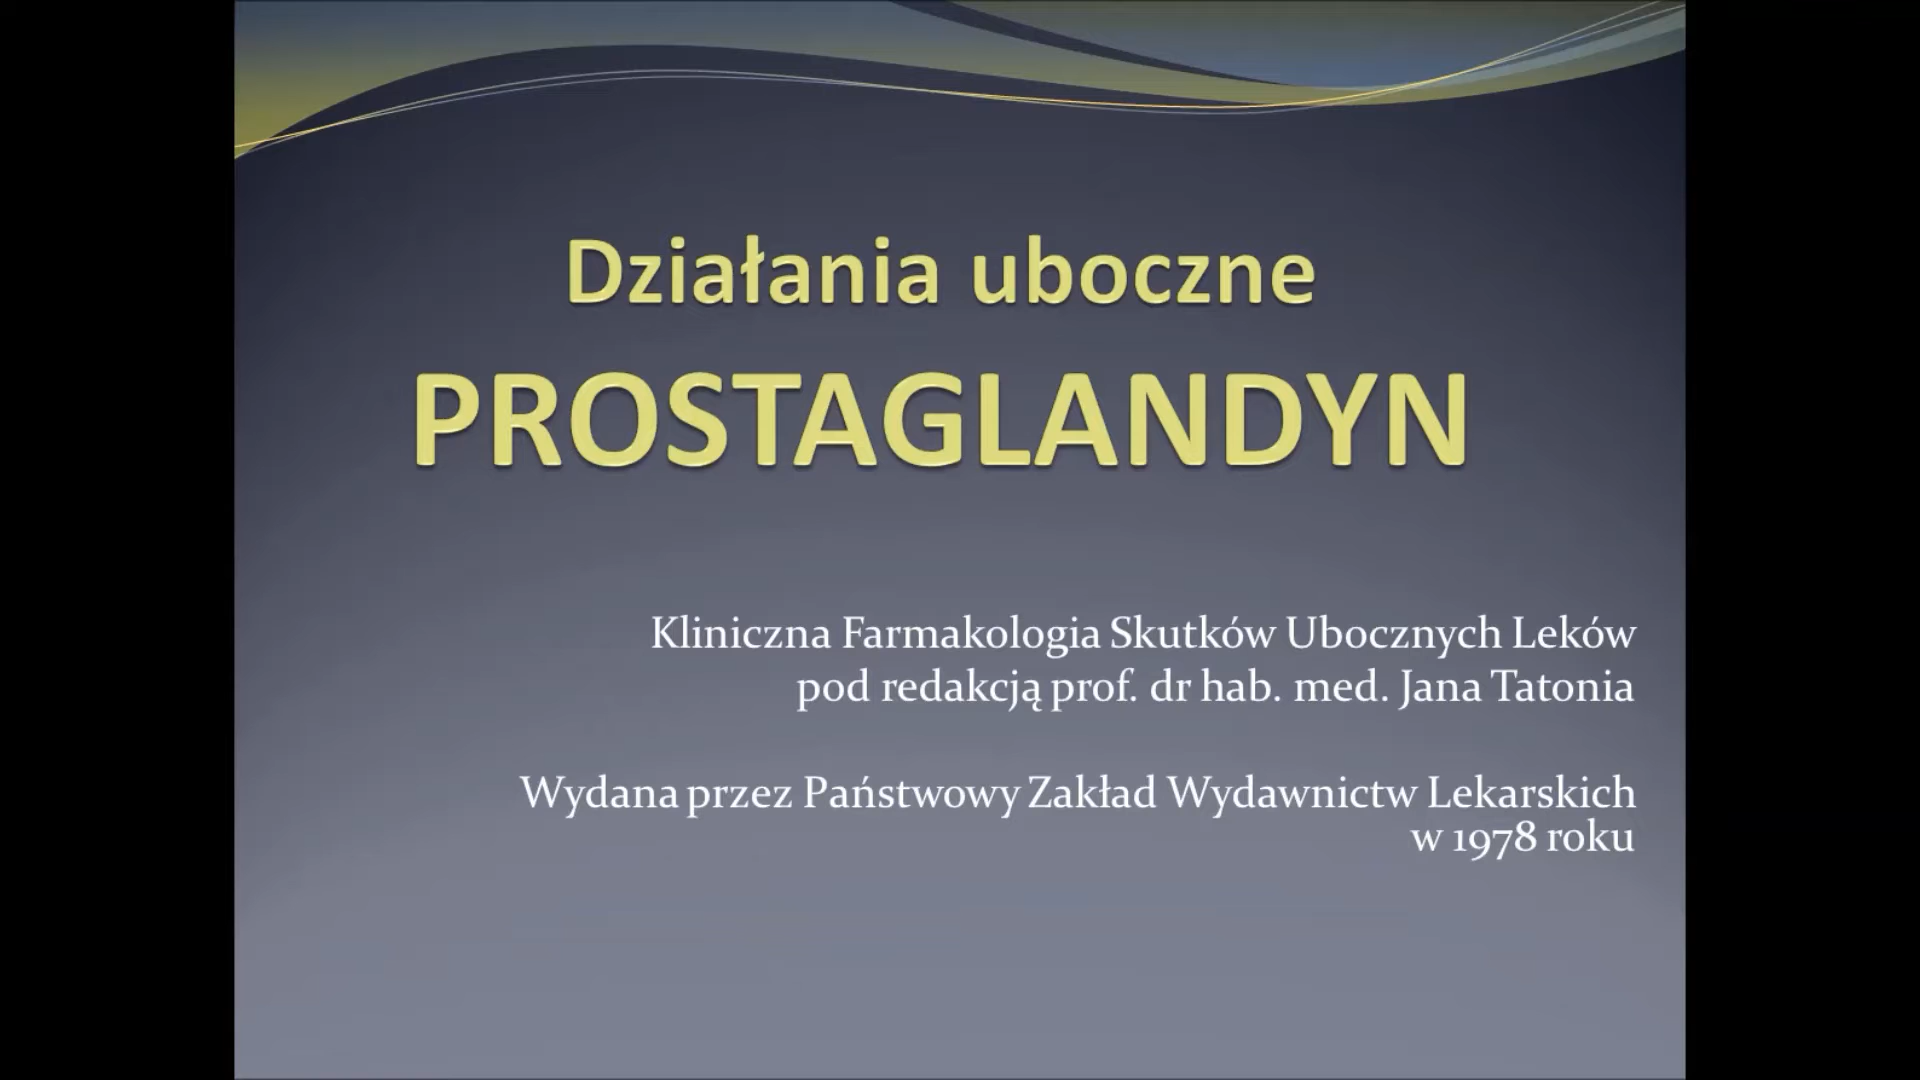 Działania uboczne
PROSTAGLANDYN
Kliniczna Farmakologia Skutków Ubocznych Leków
pod redakcją prof. dr hab. med. Jana Tatonia
Wydana przez Państwowy Zakład Wydawnictw Lekarskich
w 1978 roku